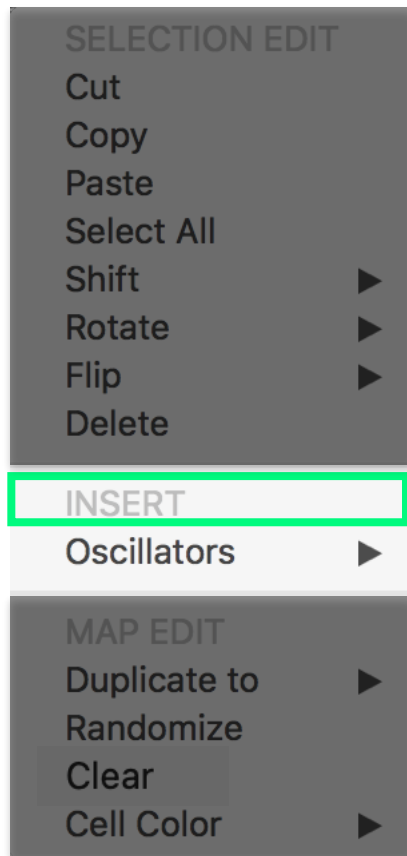 SELECTION EDIT
Cut
Copy
Paste
Select All
Shift
Rotate
Flip
Delete
INSERT
Oscillators
MAP EDIT
Duplicate to
Randomize
Clear
Cell Color